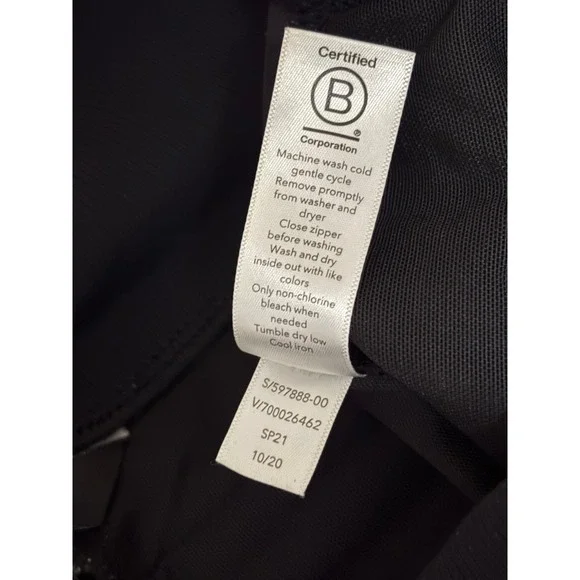 Certified
B
®
Corporation
Machine wash cold
gentle cycle
Remove promptly
from washer and
dryer
Close zipper
before washing
Wash and dry
inside out with like
colors
Only non-chlorine
bleach when
needed
Tumble dry low
Cool iron
S/597888-00
V/700026462
SP21
10/20